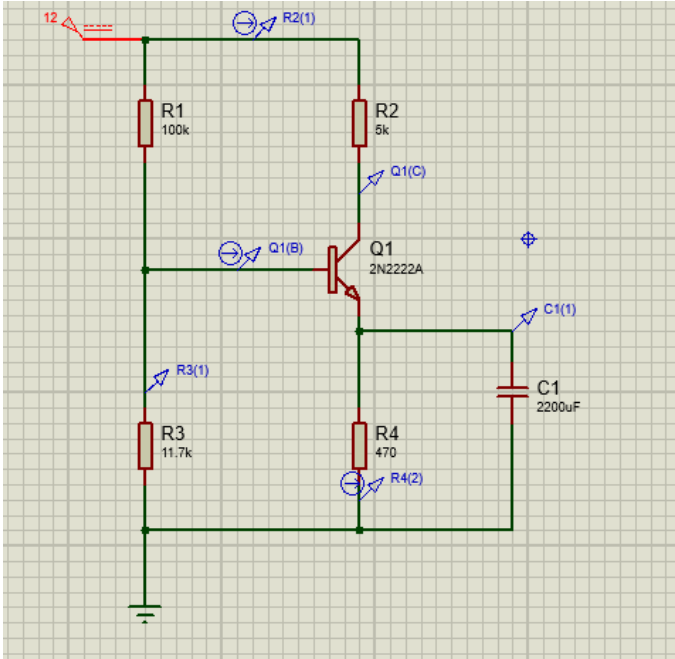 12
R2(1)
R1
100k
R2
5k
Q1(C)
Q1(B)
Q1
2N2222A
C1(1)
R3(1)
C1
2200uF
R3
11.7k
R4
470
R4(2)